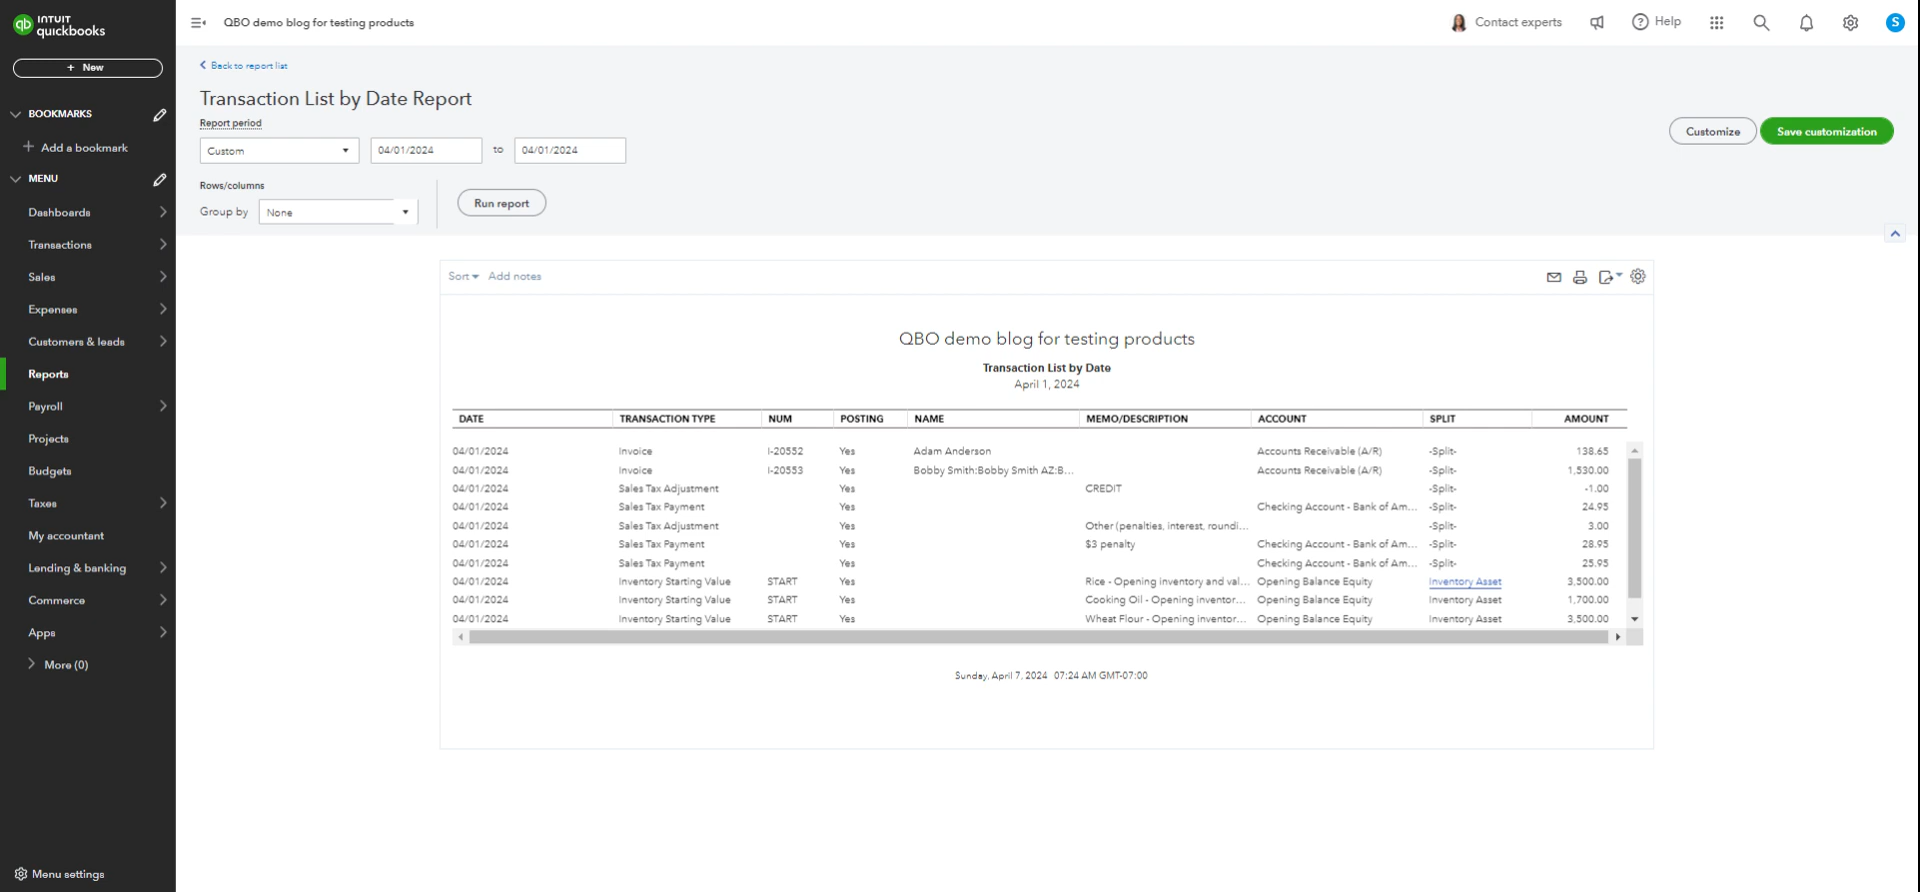 INTUIT
quickbooks
QBO demo blog for testing products
Contact experts
Help
S
+ New
Back to report list
Transaction List by Date Report
Report period
Custom 04/01/2024 to 04/01/2024
Customize Save customization
Rows/columns
Group by None
Run report
BOOKMARKS
+ Add a bookmark
MENU
Dashboards
Transactions
Sales
Expenses
Customers & leads
Reports
Payroll
Projects
Budgets
Taxes
My accountant
Lending & banking
Commerce
Apps
More (0)
Menu settings
Sort Add notes
QBO demo blog for testing products
Transaction List by Date
April 1, 2024
DATE TRANSACTION TYPE NUM POSTING NAME MEMO/DESCRIPTION ACCOUNT SPLIT AMOUNT
04/01/2024 Invoice I-20552 Yes Adam Anderson Accounts Receivable (A/R) -Split- 138.65
04/01/2024 Invoice I-20553 Yes Bobby Smith:Bobby Smith AZ:B... Accounts Receivable (A/R) -Split- 1,530.00
04/01/2024 Sales Tax Adjustment Yes CREDIT -Split- -1.00
04/01/2024 Sales Tax Payment Yes Checking Account - Bank of Am... -Split- 24.95
04/01/2024 Sales Tax Adjustment Yes Other (penalties, interest, roundi... -Split- 3.00
04/01/2024 Sales Tax Payment Yes $3 penalty Checking Account - Bank of Am... -Split- 28.95
04/01/2024 Sales Tax Payment Yes Checking Account - Bank of Am... -Split- 25.95
04/01/2024 Inventory Starting Value START Yes Rice - Opening inventory and val... Opening Balance Equity Inventory Asset 3,500.00
04/01/2024 Inventory Starting Value START Yes Cooking Oil - Opening inventor... Opening Balance Equity Inventory Asset 1,700.00
04/01/2024 Inventory Starting Value START Yes Wheat Flour - Opening inventor... Opening Balance Equity Inventory Asset 3,500.00
Sunday, April 7, 2024 07:24 AM GMT-07:00